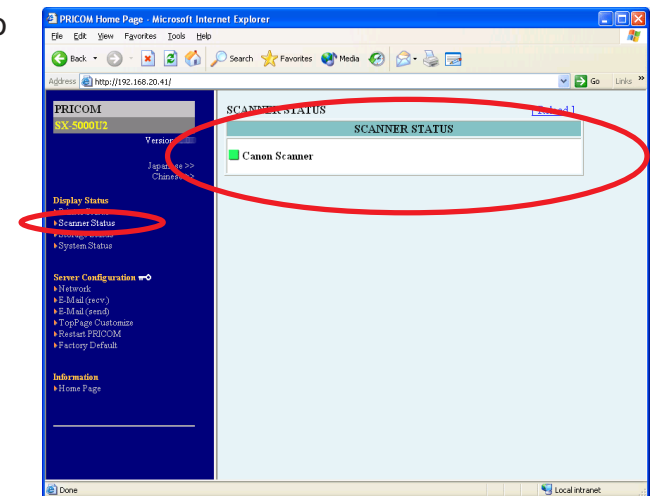 o
PRICOM Home Page - Microsoft Internet Explorer
File Edit View Favorites Tools Help
Back Search Favorites Media
Address http://192.168.20.41/ Go Links »
PRICOM
SX-5000U2
Version
Japanese >>
Chinese >>
Display Status
Scanner Status
System Status
Server Configuration
Network
E-Mail (recv.)
E-Mail (send)
TopPage Customize
Restart PRICOM
Factory Default
Information
Home Page
SCANNER STATUS [ Reload ]
SCANNER STATUS
Canon Scanner
Done Local intranet